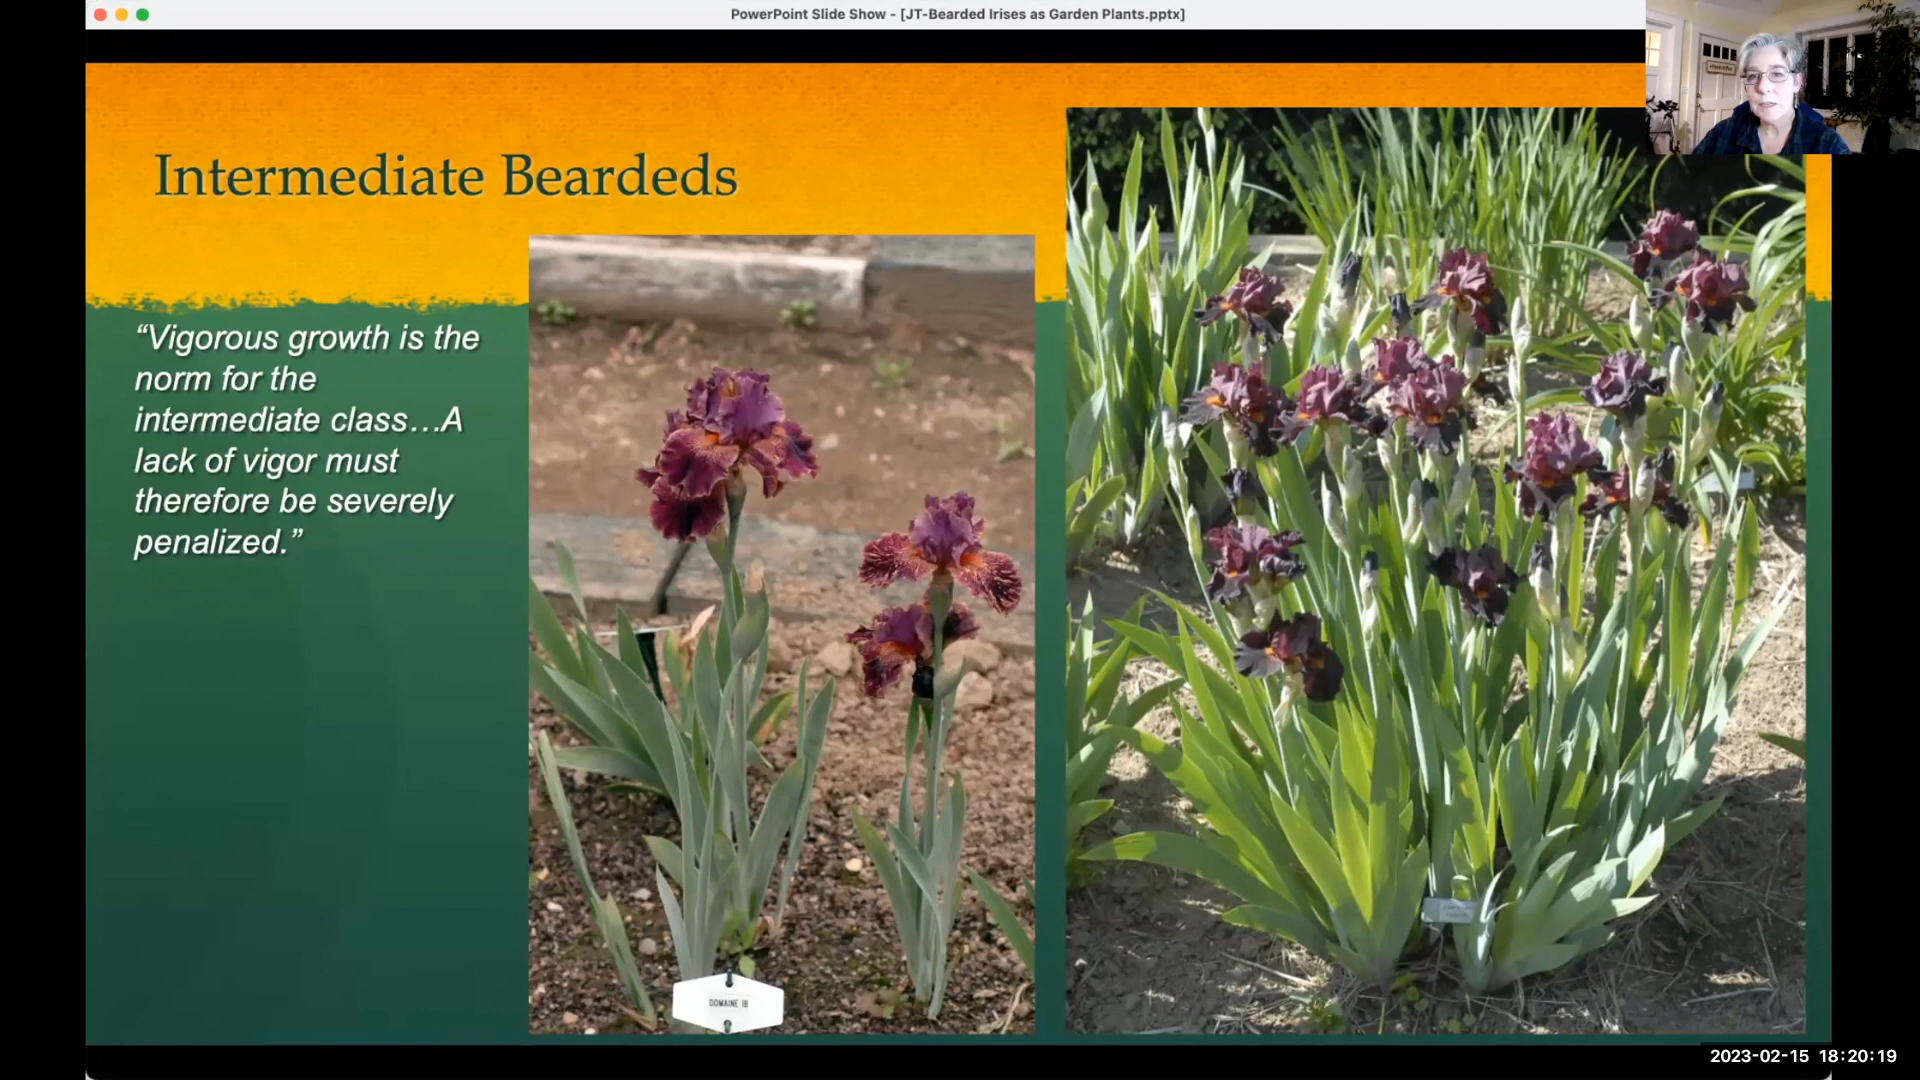 PowerPoint Slide Show - [JT-Bearded Irises as Garden Plants.pptx]
Intermediate Beardeds
“Vigorous growth is the
norm for the
intermediate class…A
lack of vigor must
therefore be severely
penalized.”
DOMAINE IB
2023-02-15 18:20:19